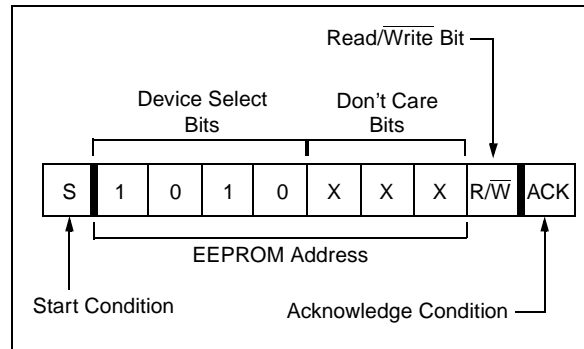 Read/Write Bit
Device Select
Bits
Don't Care
Bits
S 1 0 1 0 X X X R/W ACK
EEPROM Address
Start Condition
Acknowledge Condition